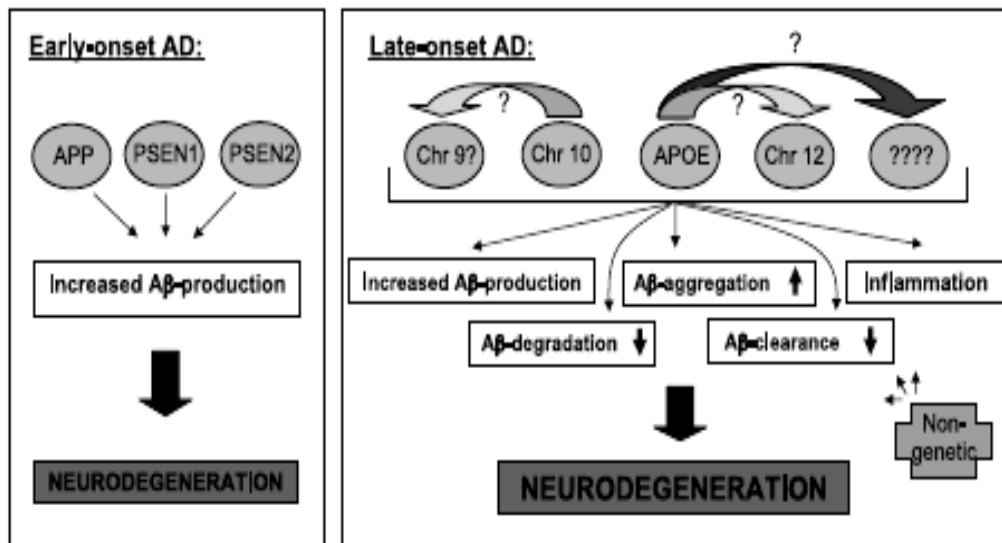 Early-onset AD:
APP PSEN1 PSEN2
Increased Aβ-production
NEURODEGENERATION
Late-onset AD:
?
? ?
Chr 9? Chr 10 APOE Chr 12 ????
Increased Aβ-production Aβ-aggregation Inflammation
Aβ-degradation Aβ-clearance
Non-
genetic
NEURODEGENERATION